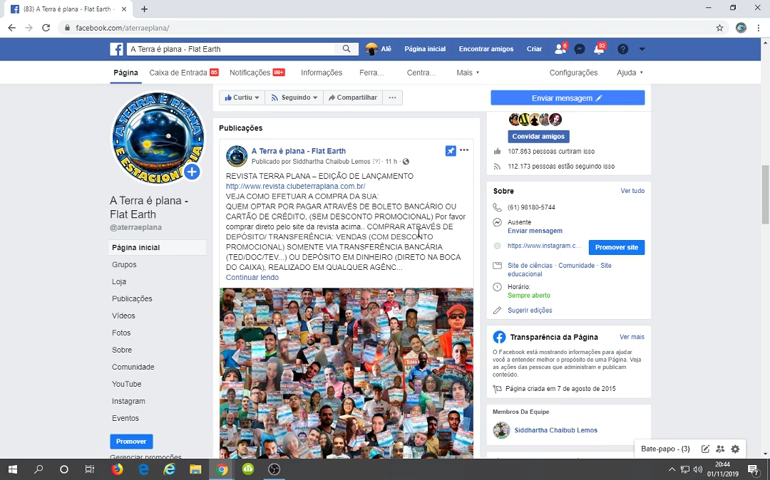 (83) A Terra é plana - Flat Earth
facebook.com/aterraeplana/
A Terra é plana - Flat Earth
Alê
Página inicial
Encontrar amigos
Criar
Página
Caixa de Entrada
Notificações 99+
Informações
Ferra...
Centra...
Mais
Configurações
Ajuda
Curtiu
Seguindo
Compartilhar
Enviar mensagem
A TERRA É PLANA
E ESTACIONÁRIA
A Terra é plana -
Flat Earth
@aterraeplana
Página inicial
Grupos
Loja
Publicações
Vídeos
Fotos
Sobre
Comunidade
YouTube
Instagram
Eventos
Promover
Gerenciar promoções
Publicações
A Terra é plana - Flat Earth
Publicado por Siddhartha Chaibub Lemos [?] · 11 h ·
REVISTA TERRA PLANA – EDIÇÃO DE LANÇAMENTO
http://www.revista.clubeterraplana.com.br/
VEJA COMO EFETUAR A COMPRA DA SUA:
QUEM OPTAR POR PAGAR ATRAVÉS DE BOLETO BANCÁRIO OU
CARTÃO DE CRÉDITO, (SEM DESCONTO PROMOCIONAL) Por favor
comprar direto pelo site da revista acima.. COMPRAR ATRAVÉS DE
DEPÓSITO/ TRANSFERÊNCIA: VENDAS (COM DESCONTO
PROMOCIONAL) SOMENTE VIA TRANSFERÊNCIA BANCÁRIA
(TED/DOC/TEV...) OU DEPÓSITO EM DINHEIRO (DIRETO NA BOCA
DO CAIXA), REALIZADO EM QUALQUER AGÊNC...
Continuar lendo
Convidar amigos
107.863 pessoas curtiram isso
112.173 pessoas estão seguindo isso
Sobre
Ver tudo
(61) 98180-5744
Ausente
Enviar mensagem
https://www.instagram.c...
Promover site
Site de ciências · Comunidade · Site
educacional
Horário:
Sempre aberto
Sugerir edições
Transparência da Página
Ver mais
O Facebook está mostrando informações para ajudar
você a entender melhor o propósito de uma Página. Veja
as ações das pessoas que administram e publicam
conteúdo.
Página criada em 7 de agosto de 2015
Membros Da Equipe
Siddhartha Chaibub Lemos
Bate-papo - (3)
20:44
01/11/2019